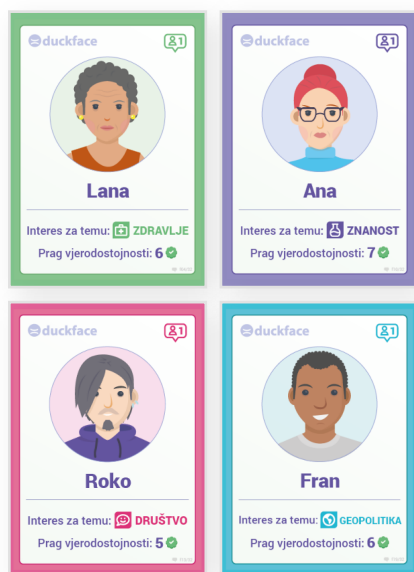 duckface
1
Lana
Interes za temu: ZDRAVLJE
Prag vjerodostojnosti: 6
duckface
1
Ana
Interes za temu: ZNANOST
Prag vjerodostojnosti: 7
duckface
1
Roko
Interes za temu: DRUŠTVO
Prag vjerodostojnosti: 5
duckface
1
Fran
Interes za temu: GEOPOLITIKA
Prag vjerodostojnosti: 6